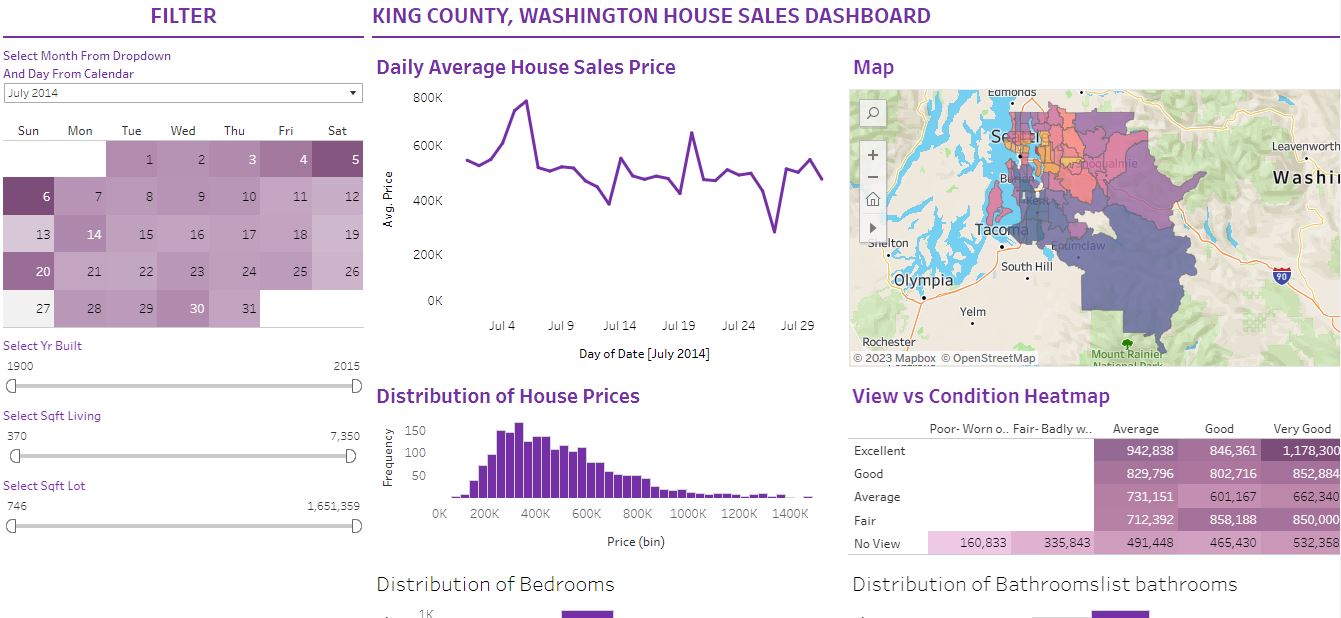 FILTER
Select Month From Dropdown
And Day From Calendar
July 2014
Sun Mon Tue Wed Thu Fri Sat
1 2 3 4 5
6 7 8 9 10 11 12
13 14 15 16 17 18 19
20 21 22 23 24 25 26
27 28 29 30 31
Select Yr Built
1900 2015
Select Sqft Living
370 7,350
Select Sqft Lot
746 1,651,359
KING COUNTY, WASHINGTON HOUSE SALES DASHBOARD
Daily Average House Sales Price
Avg. Price
800K
600K
400K
200K
0K
Jul 4 Jul 9 Jul 14 Jul 19 Jul 24 Jul 29
Day of Date [July 2014]
Map
Edmonds
Leavenworth
Tacoma
Enumclaw
Shelton
South Hill
90
Olympia
Yelm
Rochester
Mount Rainier
National Park
© 2023 Mapbox © OpenStreetMap
Distribution of House Prices
Frequency
150
100
50
0K 200K 400K 600K 800K 1000K 1200K 1400K
Price (bin)
View vs Condition Heatmap
Poor- Worn o.. Fair- Badly w.. Average Good Very Good
Excellent 942,838 846,361 1,178,300
Good 829,796 802,716 852,884
Average 731,151 601,167 662,340
Fair 712,392 858,188 850,000
No View 160,833 335,843 491,448 465,430 532,358
Distribution of Bedrooms
1K
Distribution of Bathroomslist bathrooms